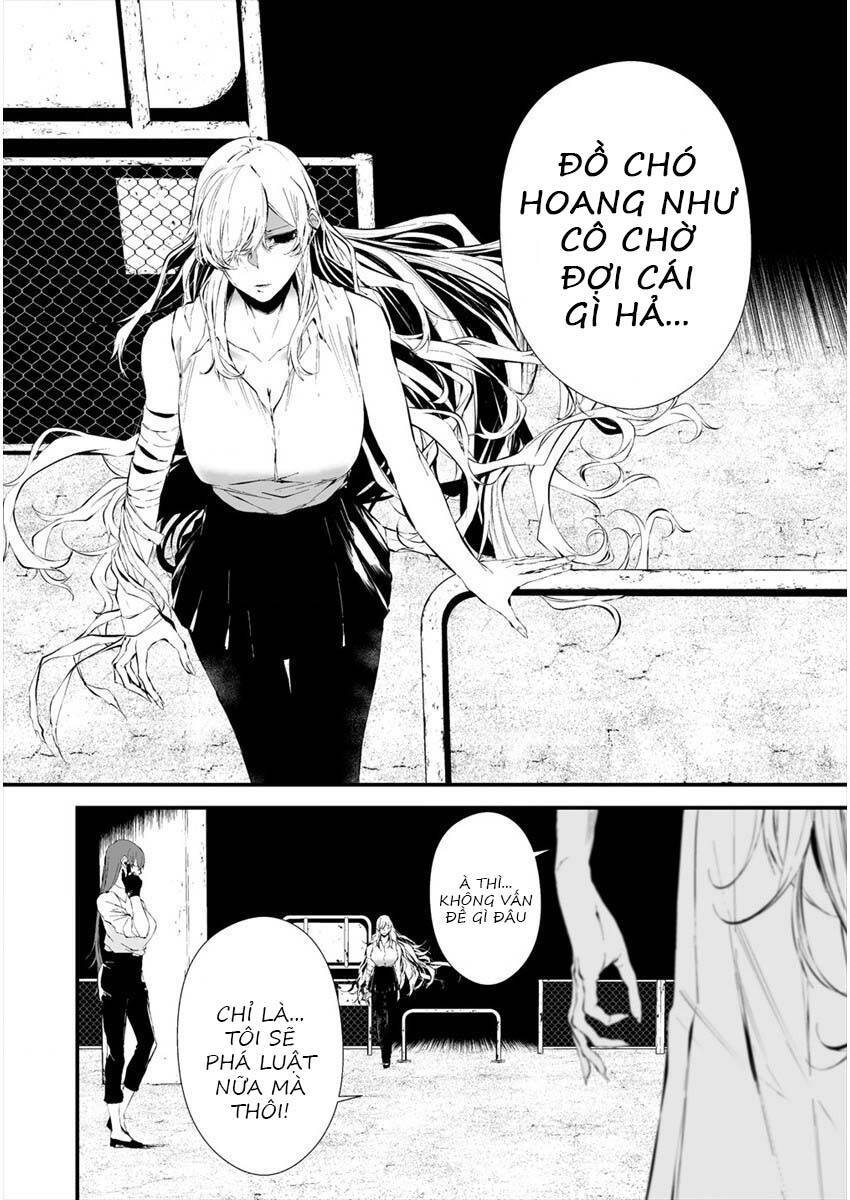 ĐỒ CHÓ
HOANG NHƯ
CÔ CHỜ
ĐỢI CÁI
GÌ HẢ...
À THÌ...
KHÔNG VẤN
ĐỀ GÌ ĐÂU
CHỈ LÀ...
TÔI SẼ
PHÁ LUẬT
NỮA MÀ
THÔI!